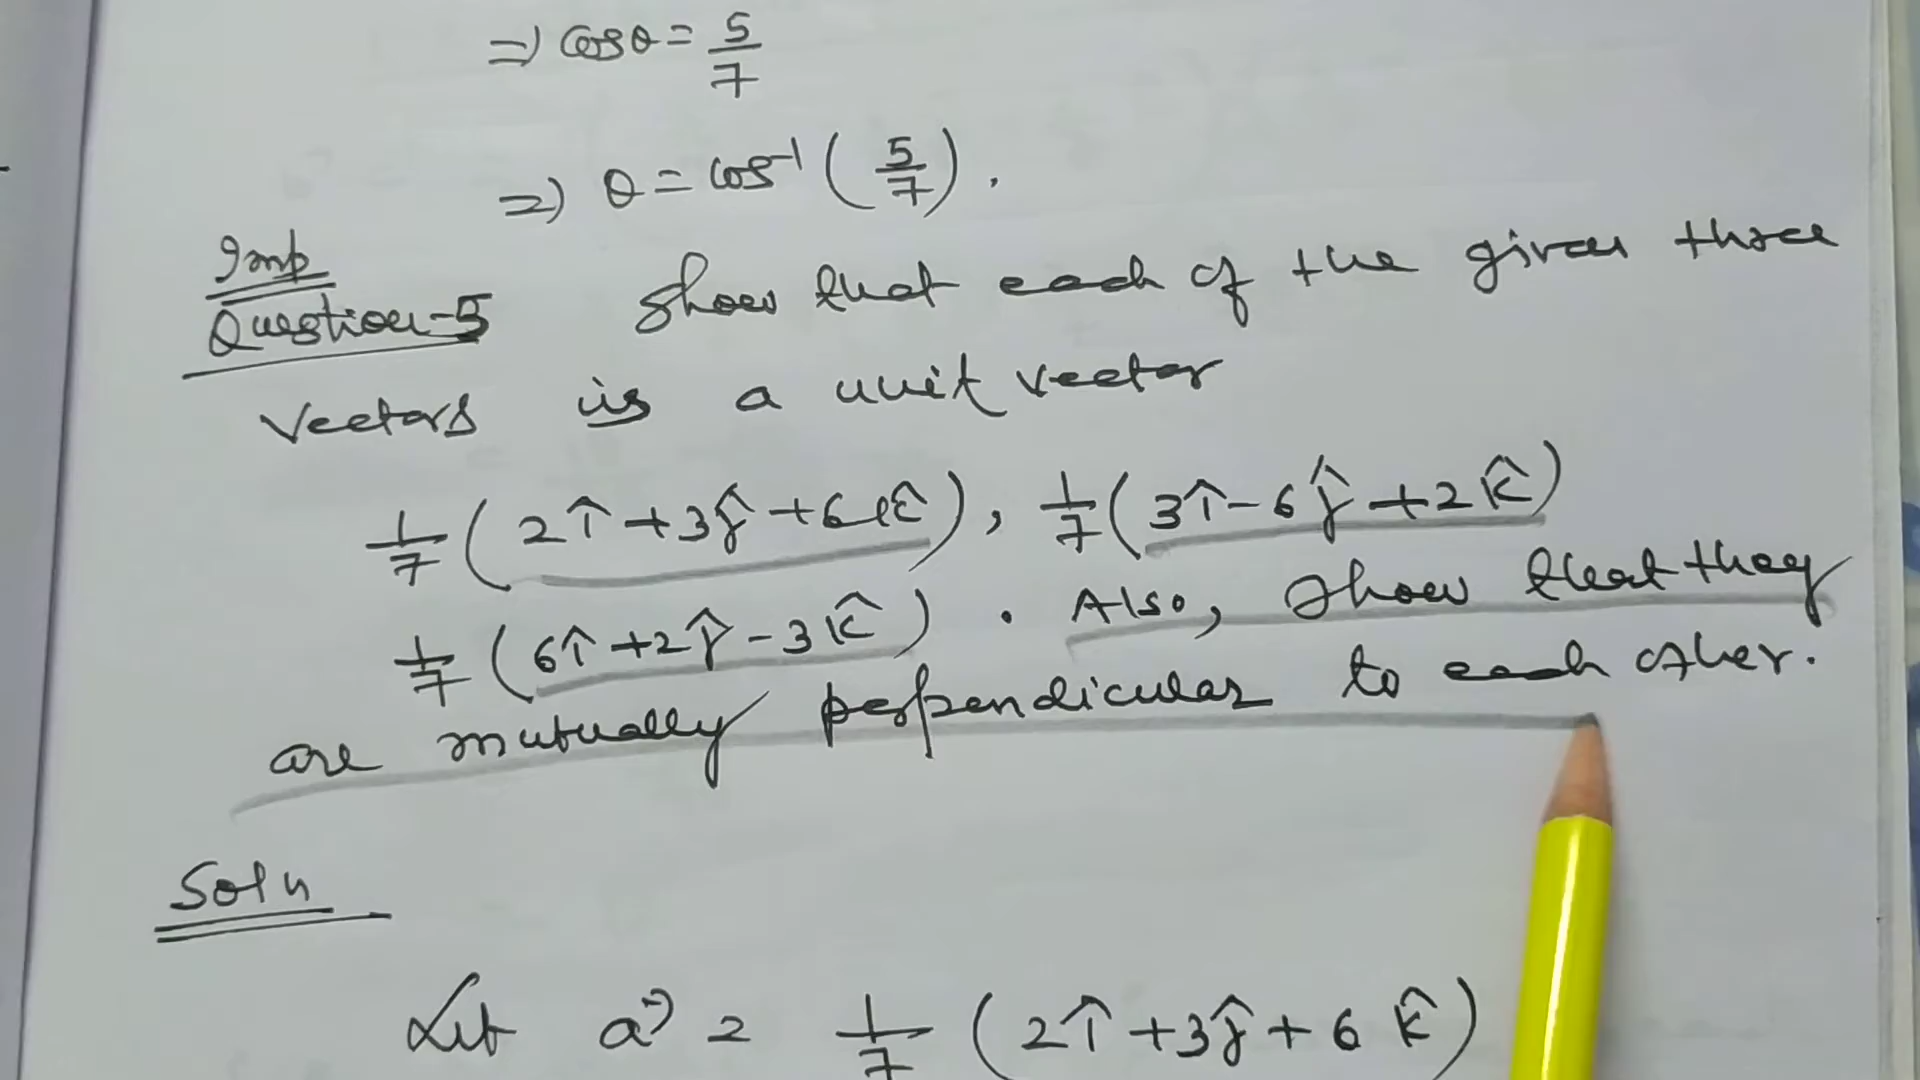 => cosθ = 5/7
=> θ = cos⁻¹ (5/7).
Imp
Question-5 Show that each of the given three
Vectors is a unit vector
1/7 (2î + 3ĵ + 6k̂), 1/7 (3î - 6ĵ + 2k̂)
1/7 (6î + 2ĵ - 3k̂). Also, show that they
are mutually perpendicular to each other.
Soln
Let a⃗ = 1/7 (2î + 3ĵ + 6k̂)